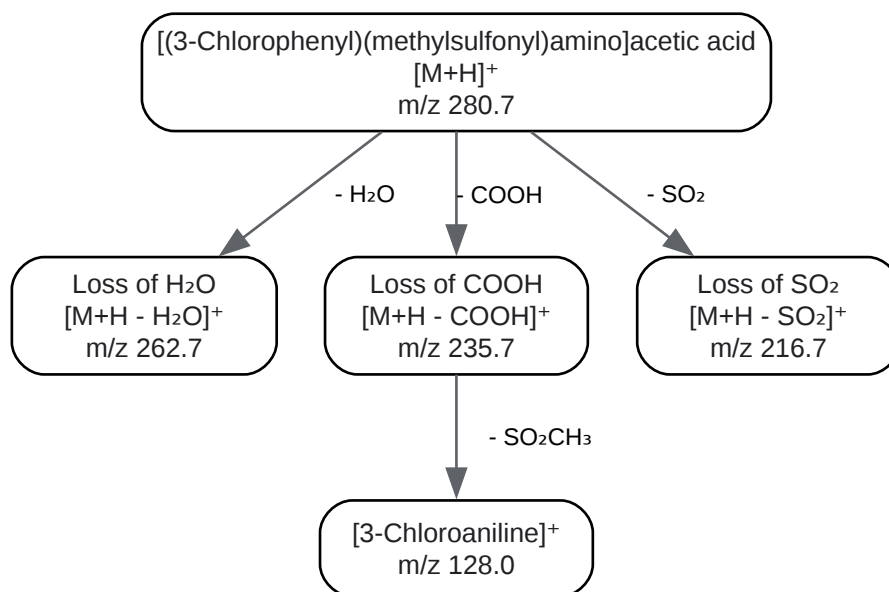 [(3-Chlorophenyl)(methylsulfonyl)amino]acetic acid
[M+H]⁺
m/z 280.7
- H₂O
- COOH
- SO₂
Loss of H₂O
[M+H - H₂O]⁺
m/z 262.7
Loss of COOH
[M+H - COOH]⁺
m/z 235.7
Loss of SO₂
[M+H - SO₂]⁺
m/z 216.7
- SO₂CH₃
[3-Chloroaniline]⁺
m/z 128.0